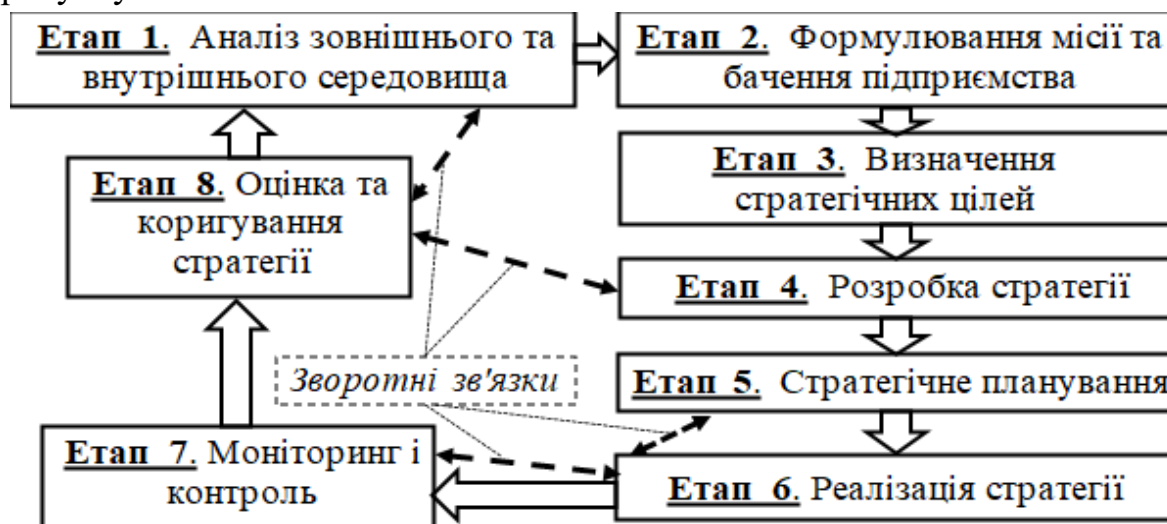 Етап 1. Аналіз зовнішнього та
внутрішнього середовища
Етап 2. Формулювання місії та
бачення підприємства
Етап 3. Визначення
стратегічних цілей
Етап 4. Розробка стратегії
Етап 5. Стратегічне планування
Етап 6. Реалізація стратегії
Етап 7. Моніторинг і
контроль
Етап 8. Оцінка та
коригування
стратегії
Зворотні зв'язки